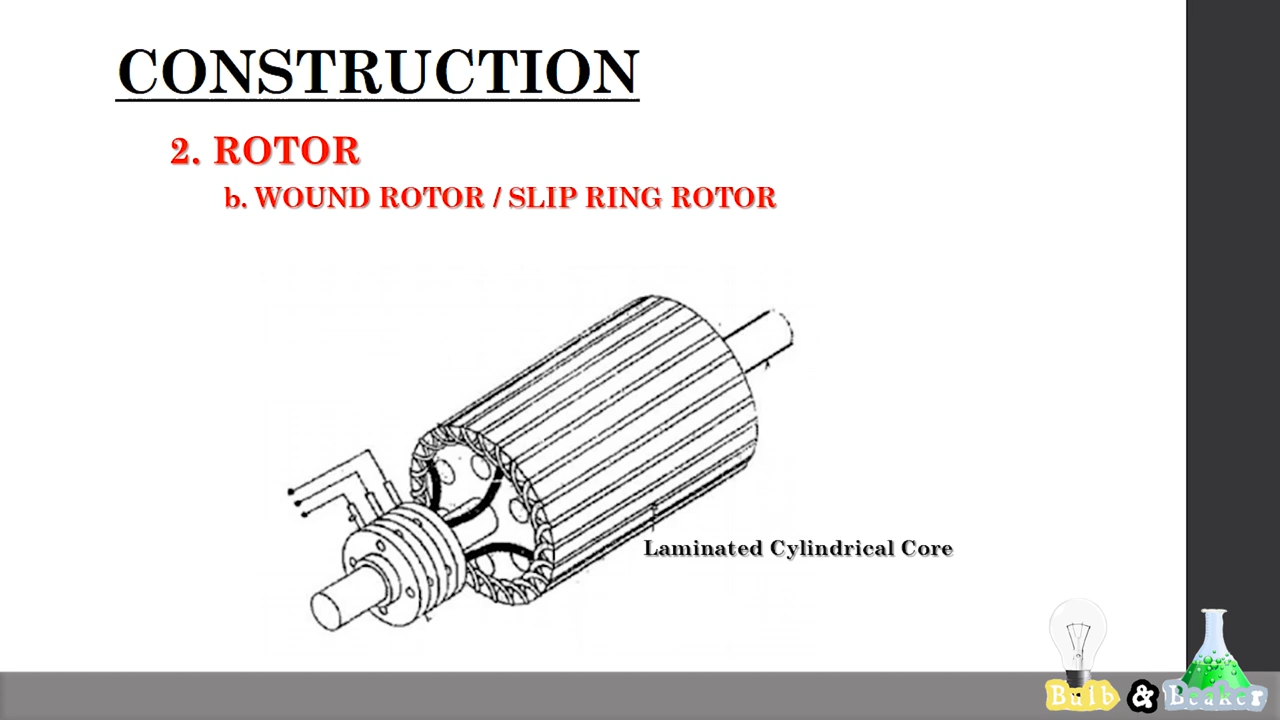 CONSTRUCTION
2. ROTOR
b. WOUND ROTOR / SLIP RING ROTOR
Laminated Cylindrical Core
Bulb & Beaker